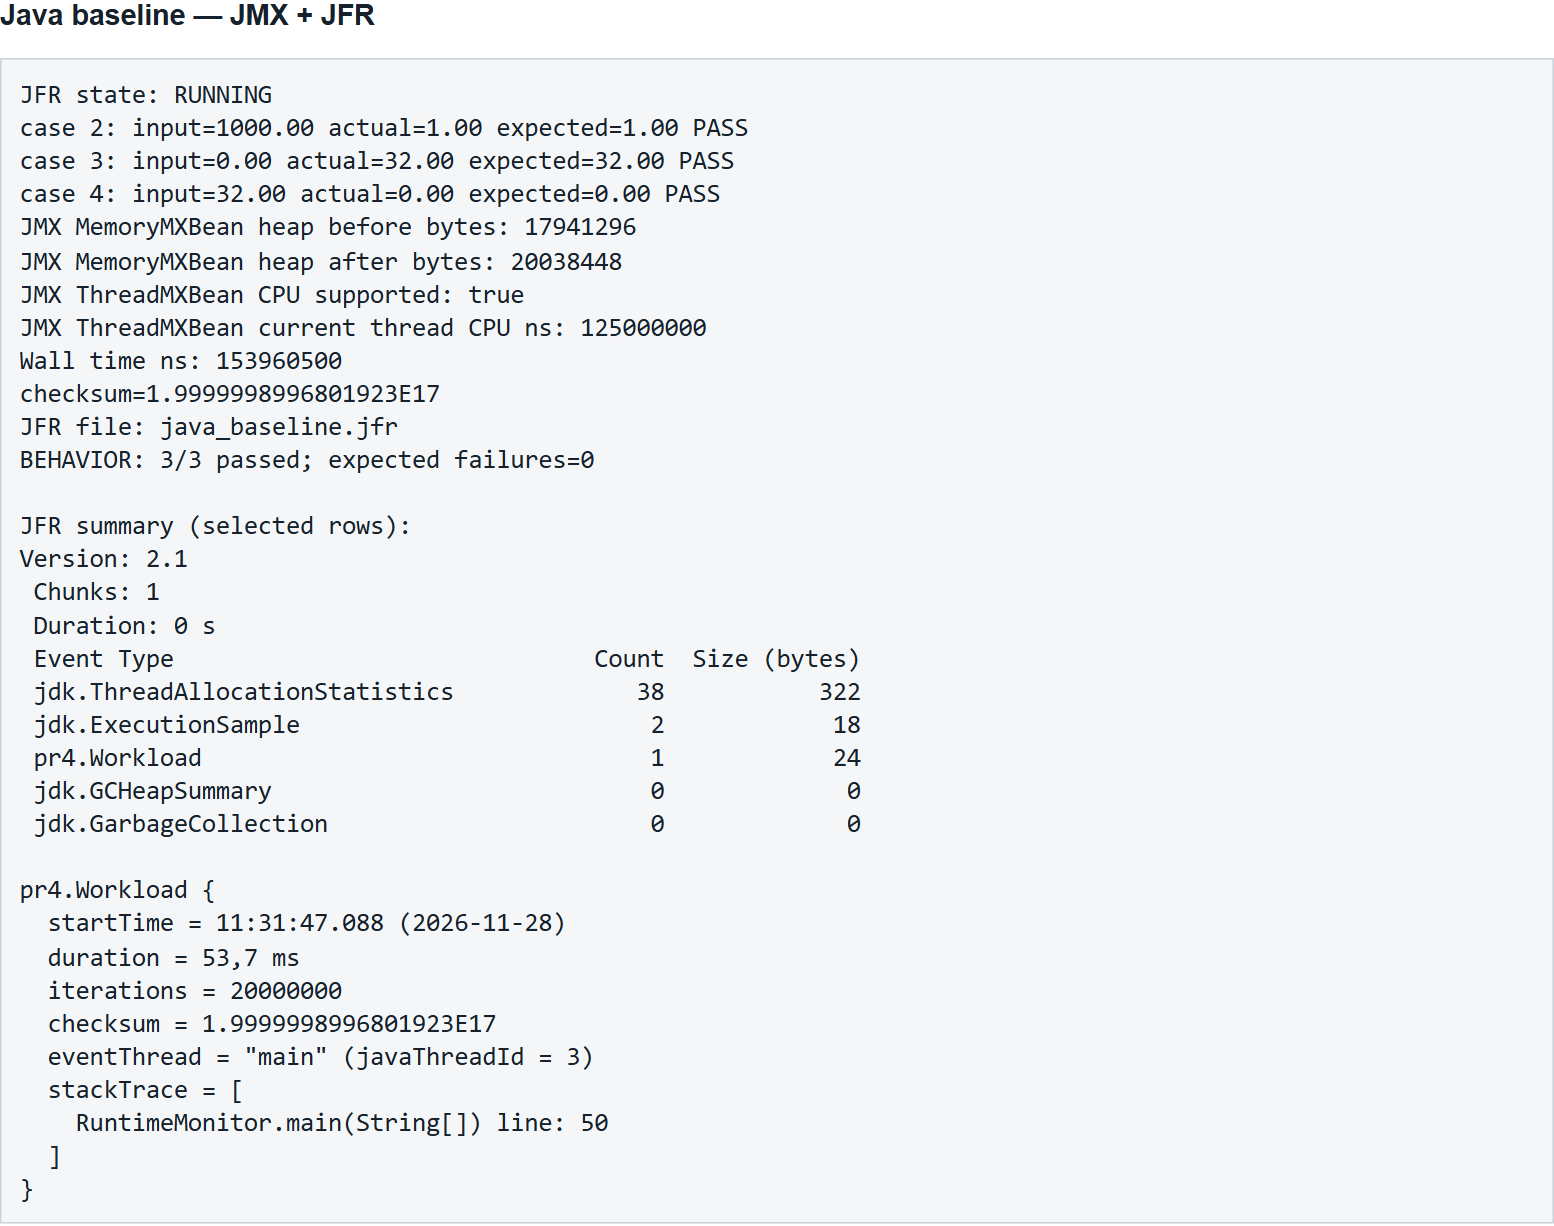 Java baseline — JMX + JFR
JFR state: RUNNING
case 2: input=1000.00 actual=1.00 expected=1.00 PASS
case 3: input=0.00 actual=32.00 expected=32.00 PASS
case 4: input=32.00 actual=0.00 expected=0.00 PASS
JMX MemoryMXBean heap before bytes: 17941296
JMX MemoryMXBean heap after bytes: 20038448
JMX ThreadMXBean CPU supported: true
JMX ThreadMXBean current thread CPU ns: 125000000
Wall time ns: 153960500
checksum=1.9999998996801923E17
JFR file: java_baseline.jfr
BEHAVIOR: 3/3 passed; expected failures=0

JFR summary (selected rows):
Version: 2.1
 Chunks: 1
 Duration: 0 s
 Event Type                              Count  Size (bytes)
 jdk.ThreadAllocationStatistics             38           322
 jdk.ExecutionSample                         2            18
 pr4.Workload                                1            24
 jdk.GCHeapSummary                           0             0
 jdk.GarbageCollection                       0             0

pr4.Workload {
  startTime = 11:31:47.088 (2026-11-28)
  duration = 53,7 ms
  iterations = 20000000
  checksum = 1.9999998996801923E17
  eventThread = "main" (javaThreadId = 3)
  stackTrace = [
    RuntimeMonitor.main(String[]) line: 50
  ]
}